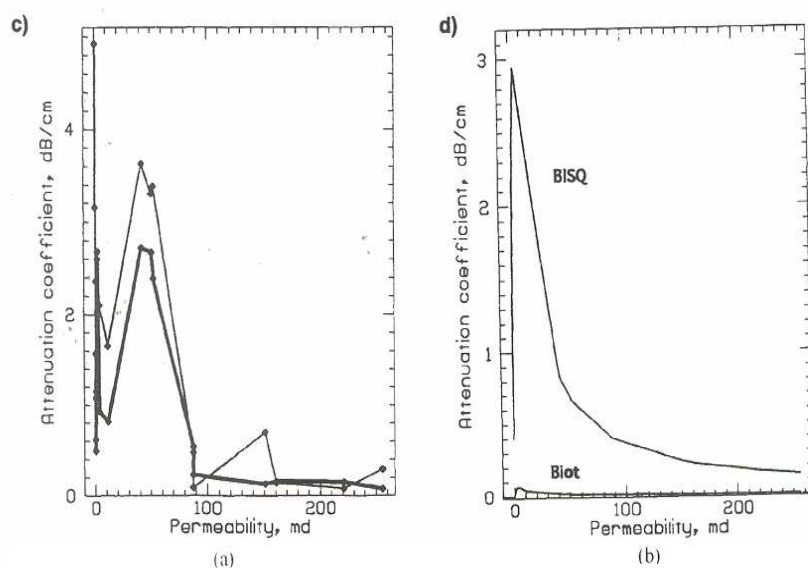 c)
Attenuation coefficient, dB/cm
4
2
0
0
100
200
Permeability, md
(a)
d)
Attenuation coefficient, dB/cm
3
2
1
0
0
100
200
BISQ
Biot
Permeability, md
(b)